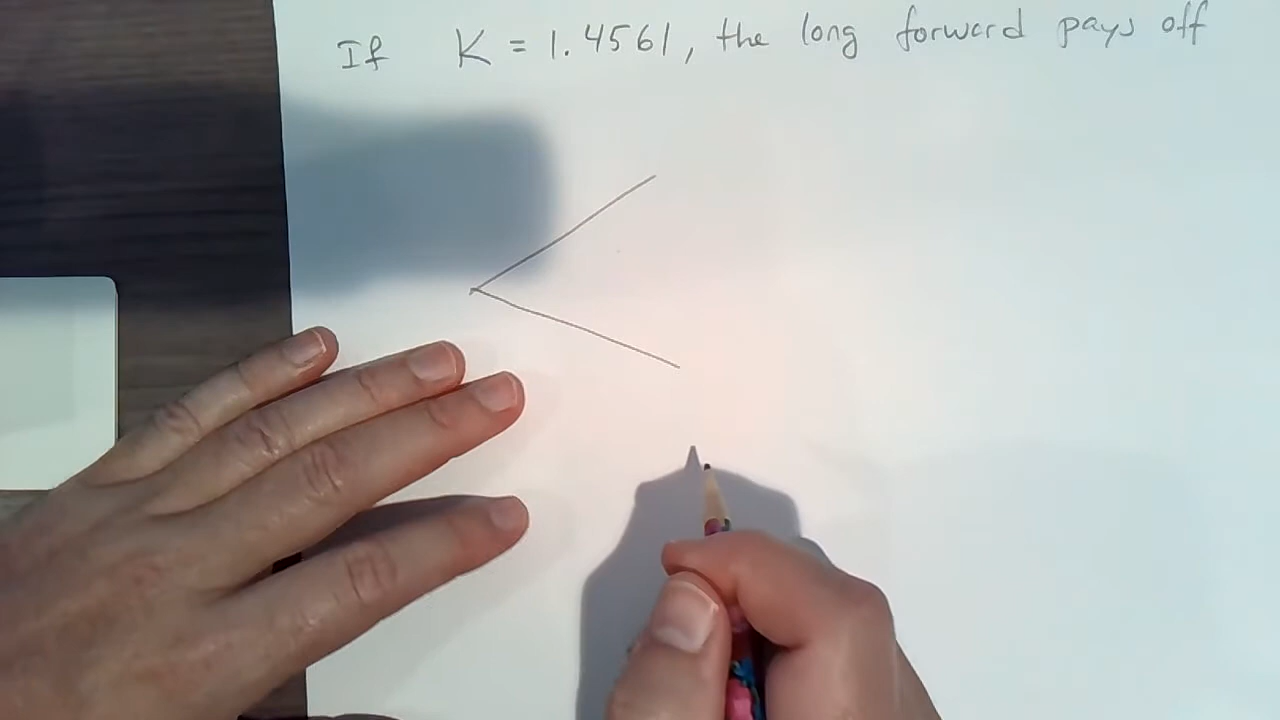 If K = 1.4561, the long forward pays off